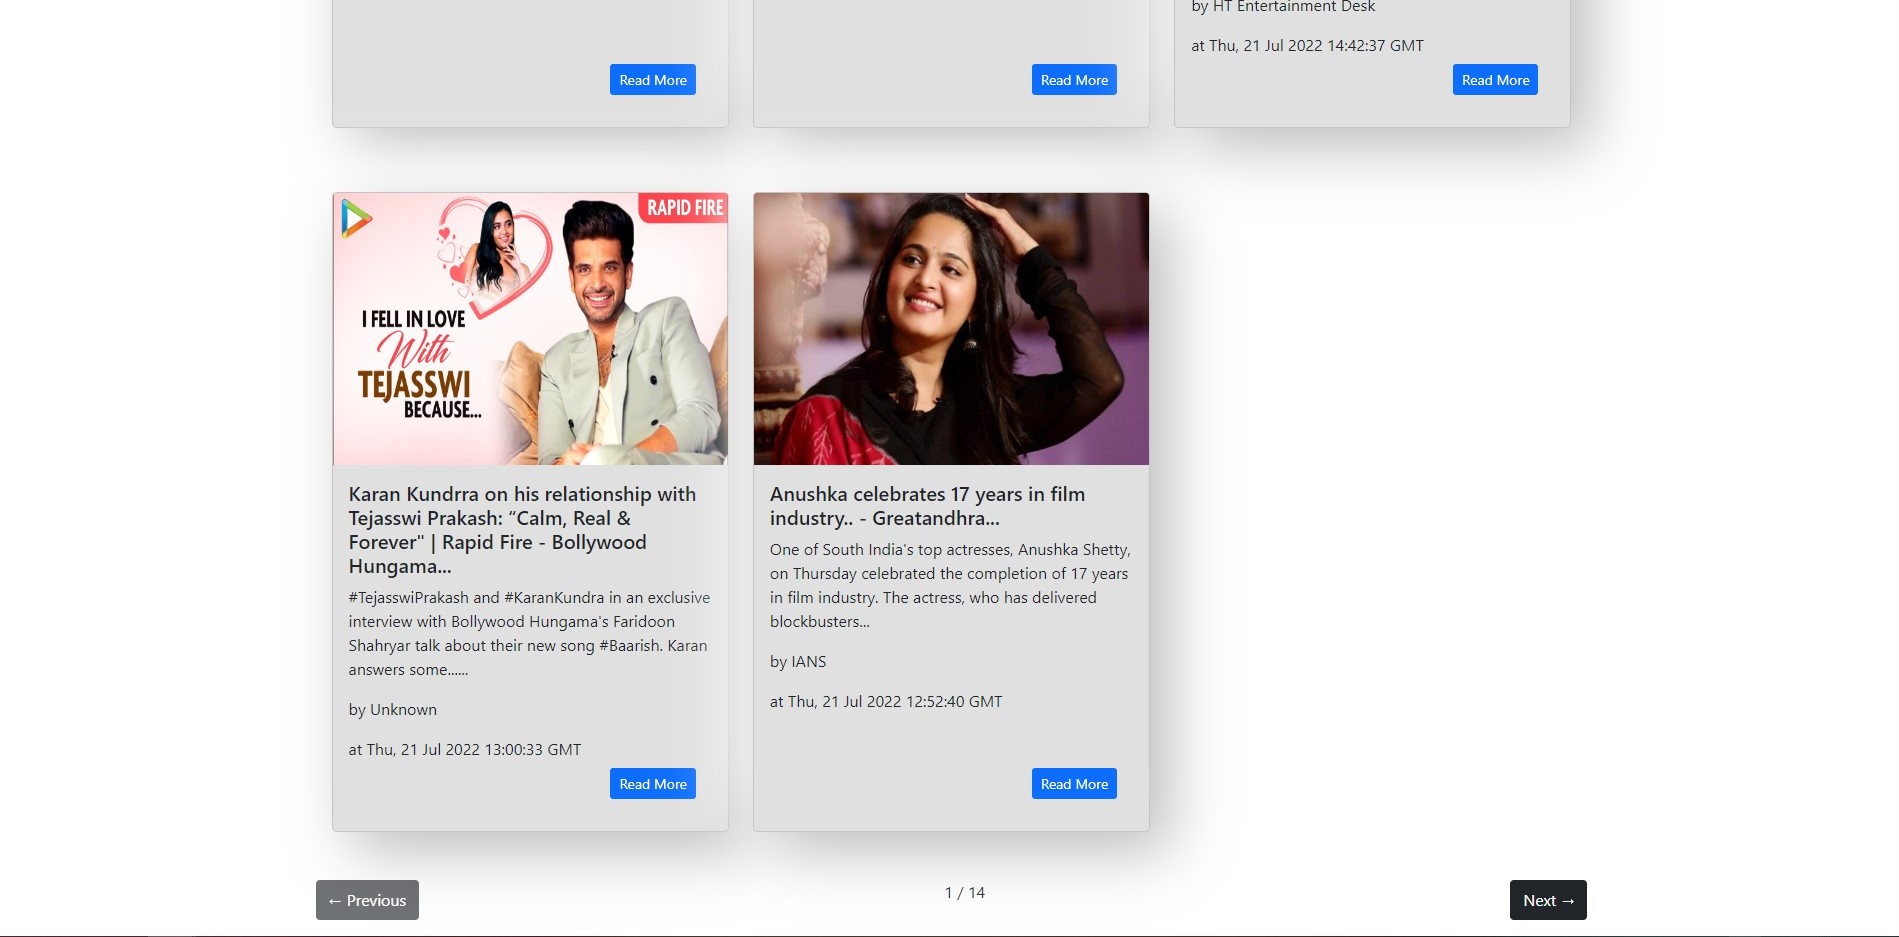 by HT Entertainment Desk
at Thu, 21 Jul 2022 14:42:37 GMT
Read More
Read More
Read More
RAPID FIRE
I FELL IN LOVE
With
TEJASSWI
BECAUSE...
Karan Kundrra on his relationship with
Tejasswi Prakash: “Calm, Real &
Forever" | Rapid Fire - Bollywood
Hungama...
#TejasswiPrakash and #KaranKundra in an exclusive
interview with Bollywood Hungama's Faridoon
Shahryar talk about their new song #Baarish. Karan
answers some......
by Unknown
at Thu, 21 Jul 2022 13:00:33 GMT
Read More
Anushka celebrates 17 years in film
industry.. - Greatandhra...
One of South India's top actresses, Anushka Shetty,
on Thursday celebrated the completion of 17 years
in film industry. The actress, who has delivered
blockbusters...
by IANS
at Thu, 21 Jul 2022 12:52:40 GMT
Read More
← Previous
1 / 14
Next →